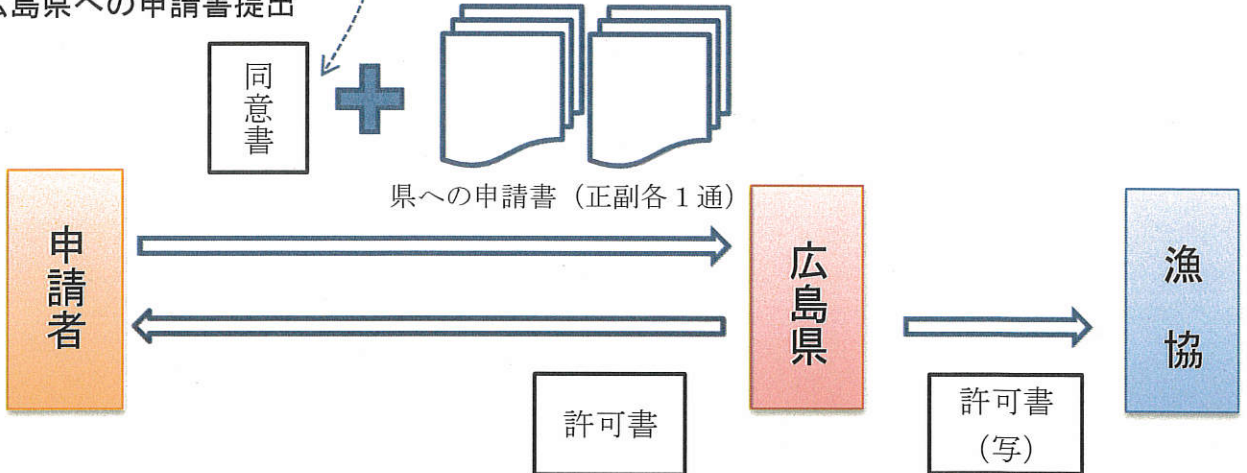 広島県への申請書提出
同意書
県への申請書（正副各１通）
申請者
広島県
漁協
許可書
許可書
（写）